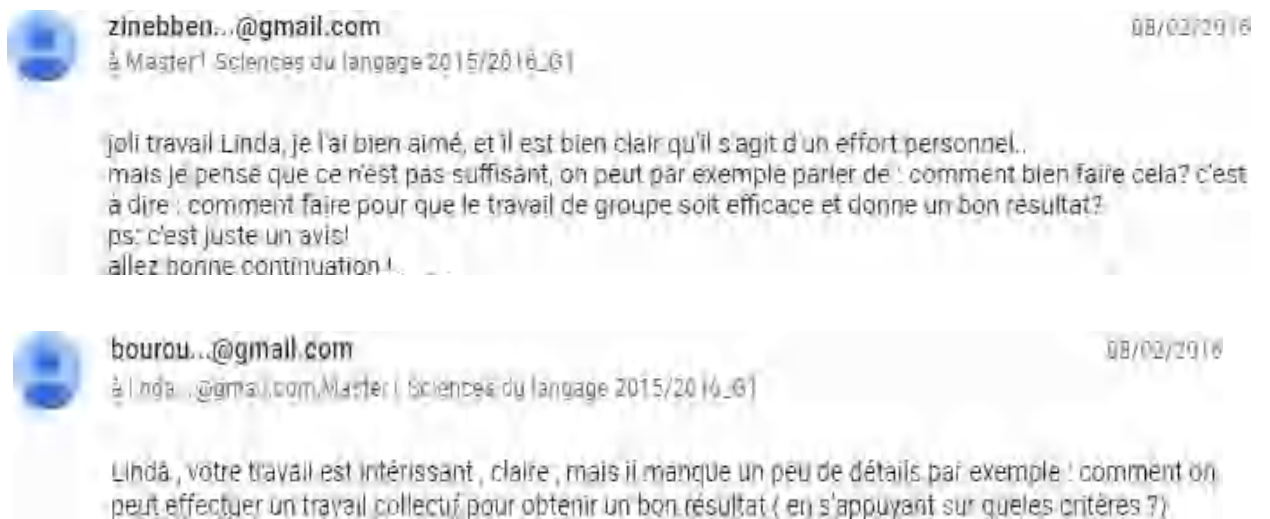 zinebben...@gmail.com
08/02/2016
à Master1 Sciences du langage 2015/2016_G1
joli travail Linda, je l'ai bien aimé, et il est bien clair qu'il s'agit d'un effort personnel..
mais je pense que ce n'est pas suffisant, on peut par exemple parler de : comment bien faire cela? c'est
à dire : comment faire pour que le travail de groupe soit efficace et donne un bon résultat?
ps: c'est juste un avis!
allez bonne continuation !
bourou...@gmail.com
08/02/2016
à linda...@gmail.com,Master1 Sciences du langage 2015/2016_G1
Linda , votre travail est intérissant , claire , mais il manque un peu de détails par exemple : comment on
peut effectuer un travail collectif pour obtenir un bon résultat ( en s'appuyant sur queles critères ?)